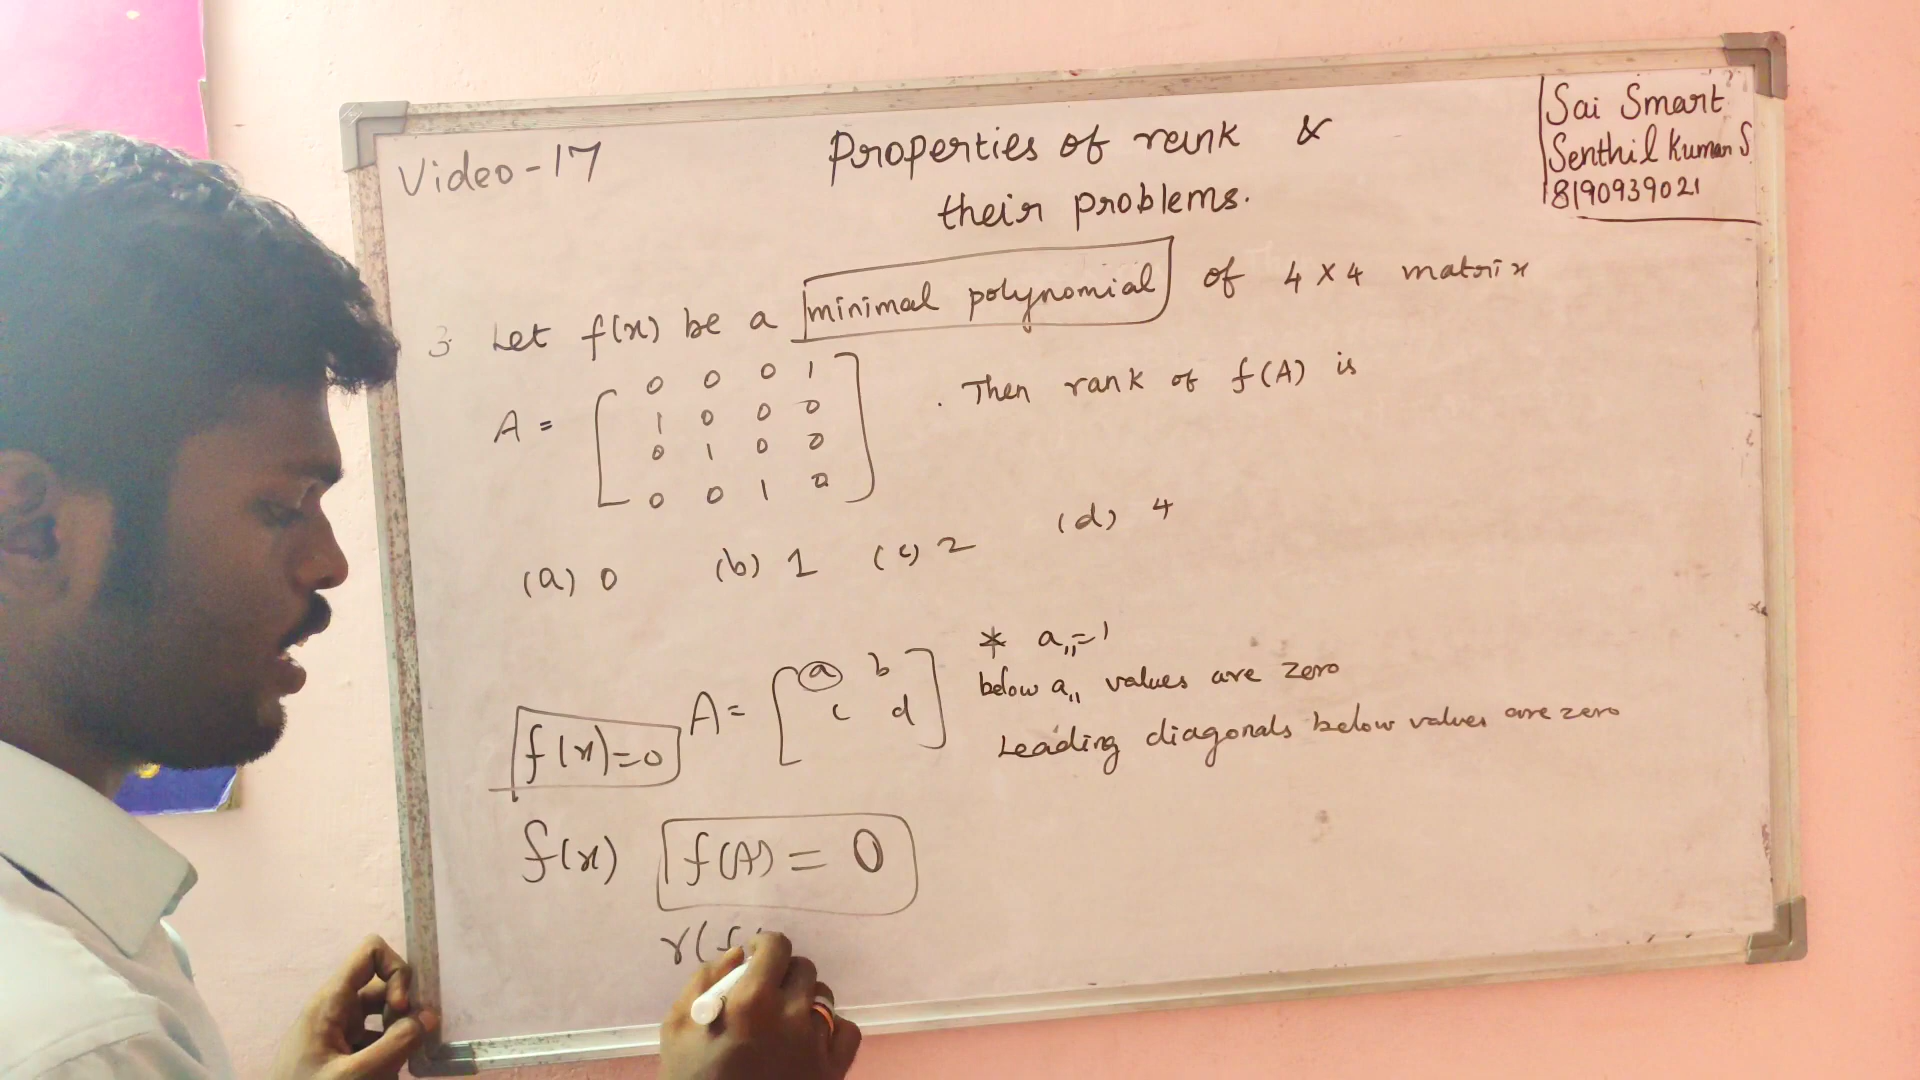 Video-17
Properties of rank &
their problems.
Sai Smart
Senthil Kumar S
8190939021
3. Let f(x) be a minimal polynomial of 4 x 4 matrix
A = [ 0 0 0 1
1 0 0 0
0 1 0 0
0 0 1 0 ] . Then rank of f(A) is
(a) 0 (b) 1 (c) 2 (d) 4
f(x)=0
A = [ a b
c d ]
* a₁₁=1
below a₁₁ values are zero
Leading diagonals below values are zero
f(x) f(A) = 0
r(f